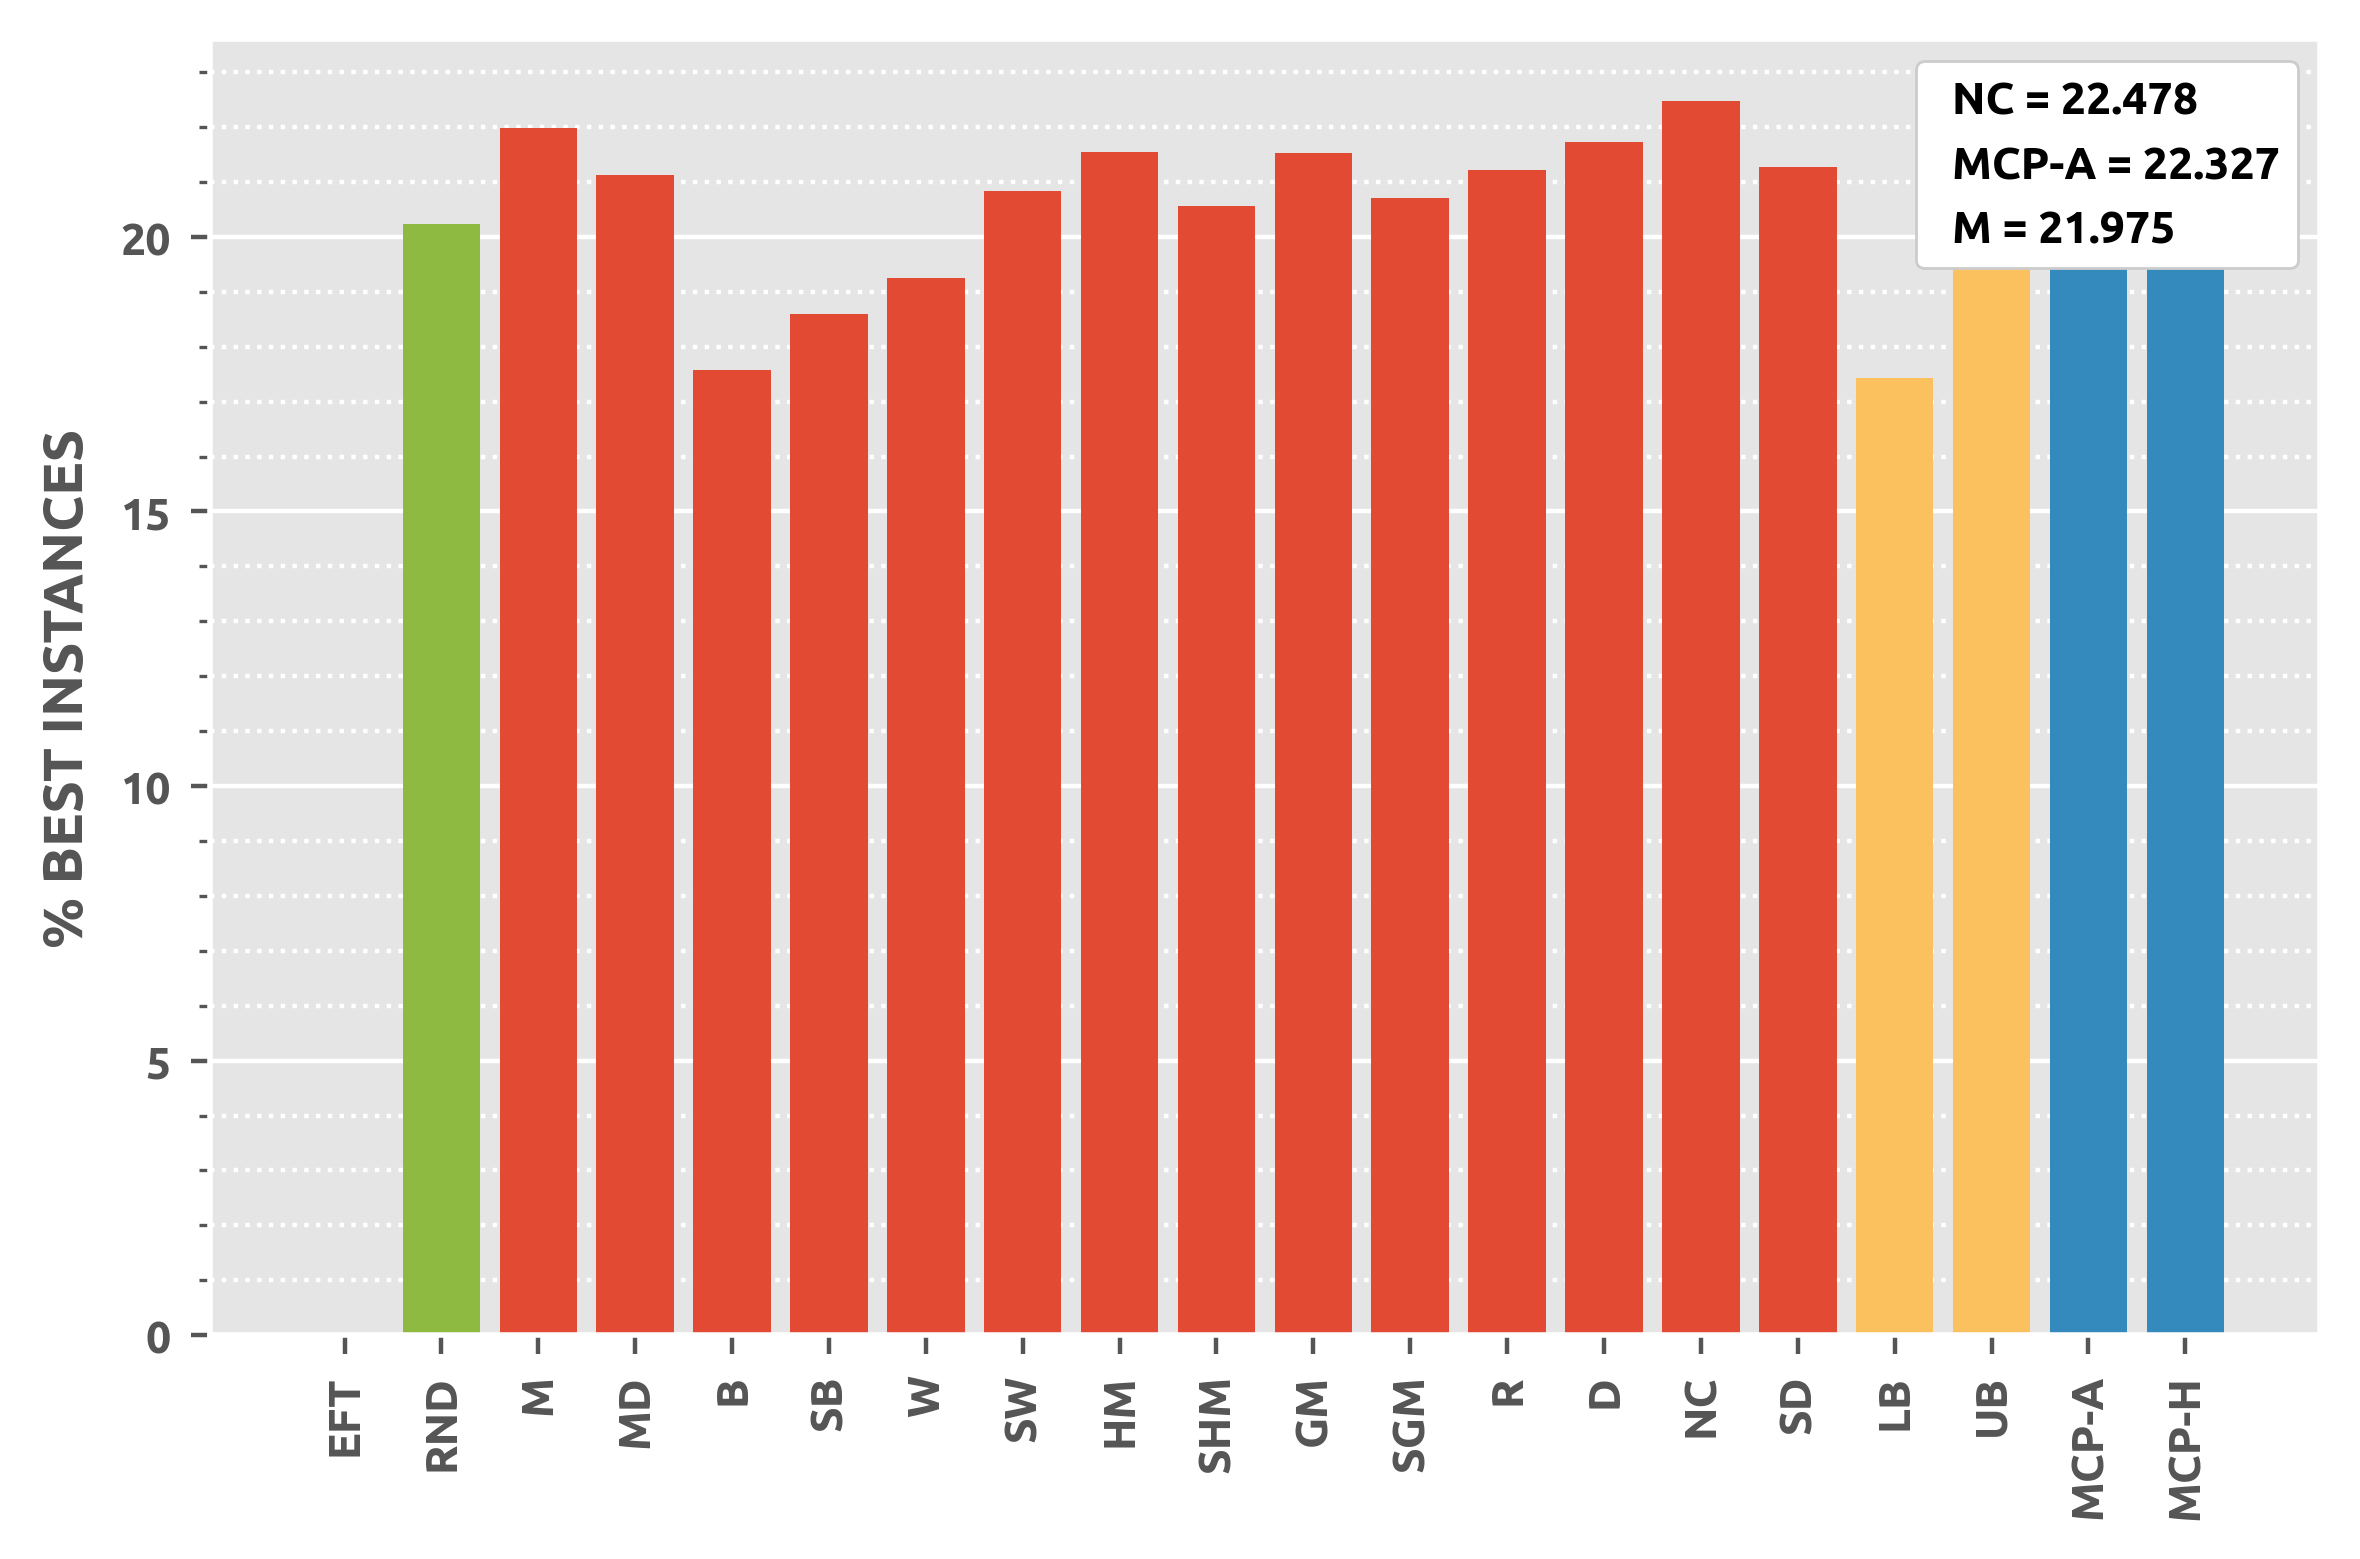 % BEST INSTANCES
20
15
10
5
0
NC = 22.478
MCP-A = 22.327
M = 21.975
EFT
RND
M
MD
B
SB
W
SW
HM
SHM
GM
SGM
R
D
NC
SD
LB
UB
MCP-A
MCP-H